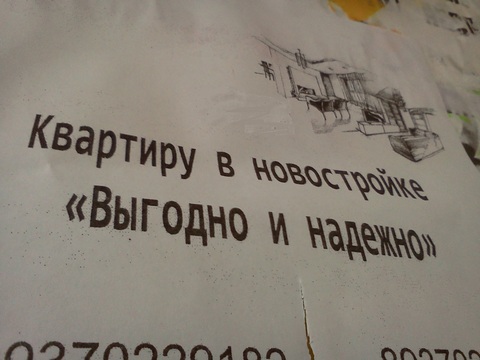 Квартиру в новостройке
«Выгодно и надежно»